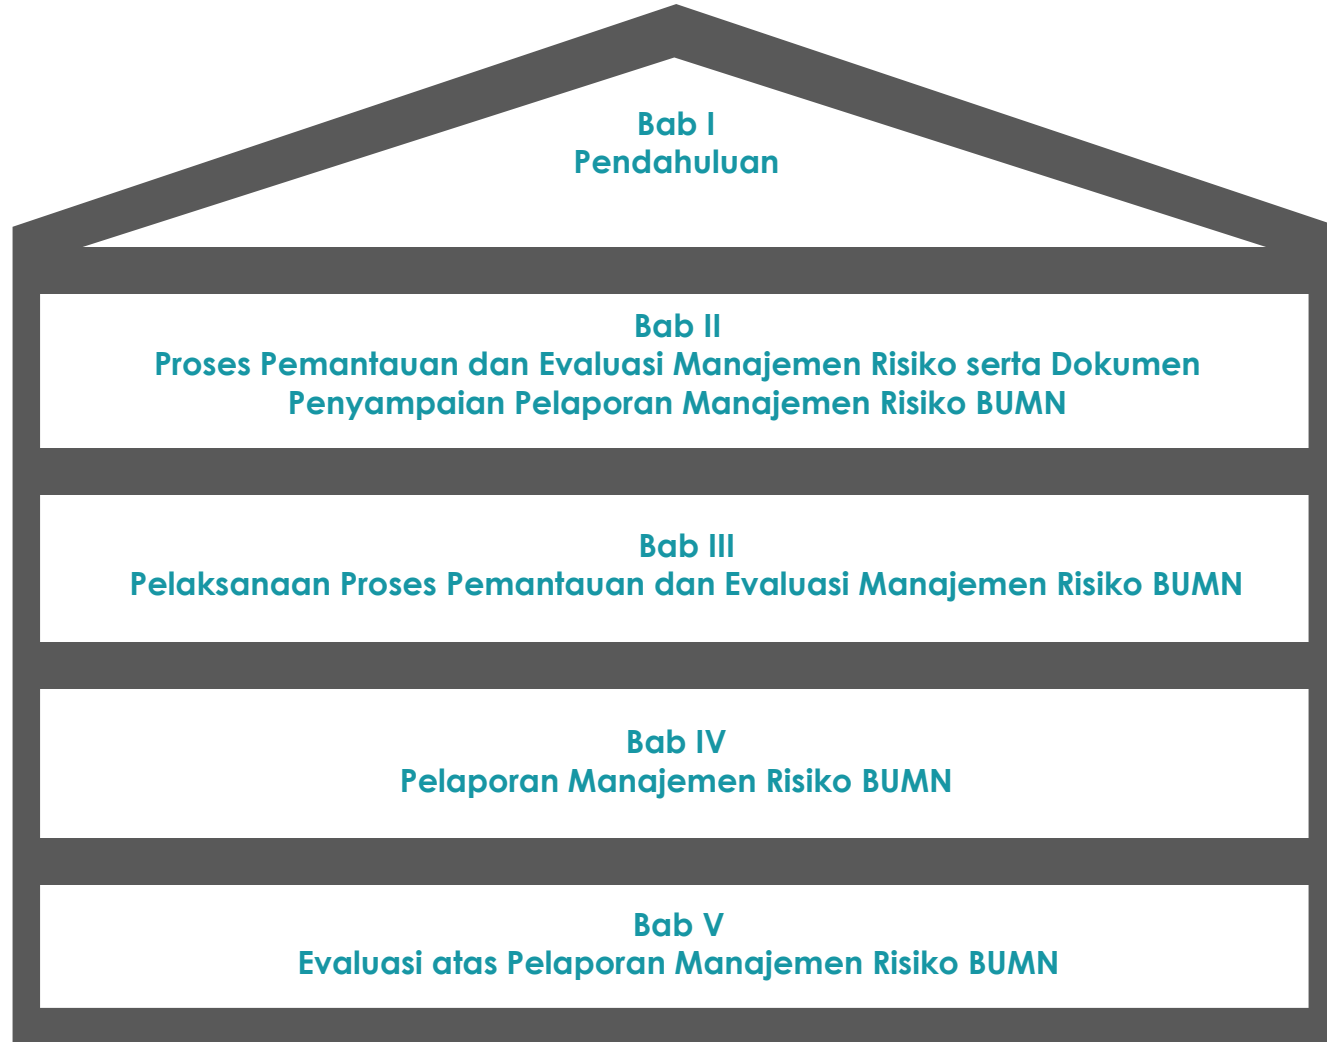 Bab I
Pendahuluan
Bab II
Proses Pemantauan dan Evaluasi Manajemen Risiko serta Dokumen
Penyampaian Pelaporan Manajemen Risiko BUMN
Bab III
Pelaksanaan Proses Pemantauan dan Evaluasi Manajemen Risiko BUMN
Bab IV
Pelaporan Manajemen Risiko BUMN
Bab V
Evaluasi atas Pelaporan Manajemen Risiko BUMN